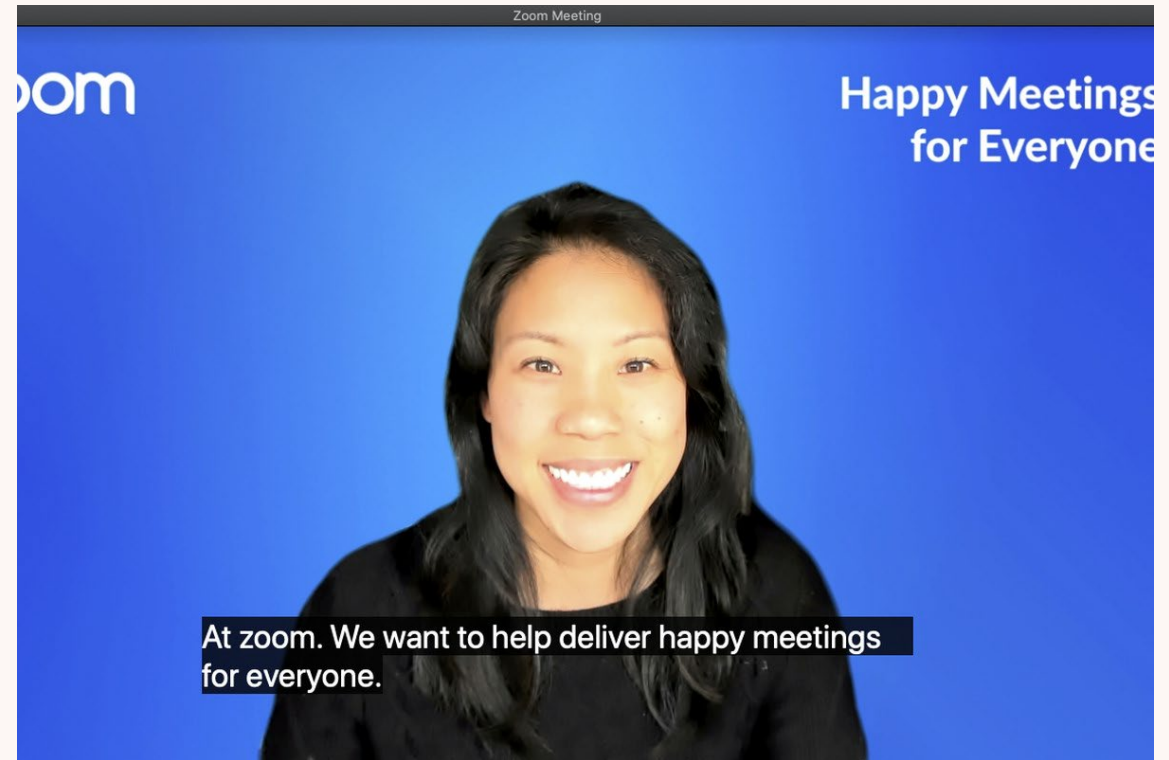 Zoom Meeting
oom
Happy Meetings
for Everyone
At zoom. We want to help deliver happy meetings
for everyone.